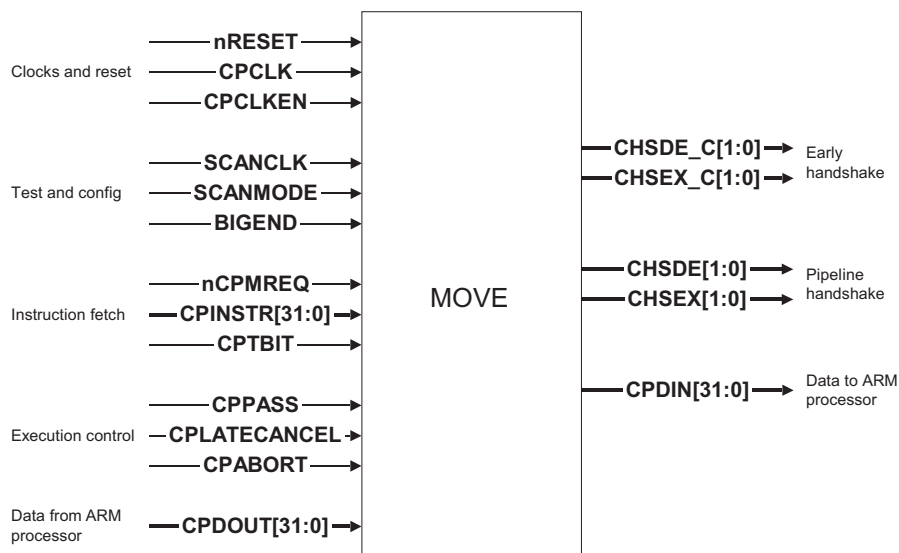 nRESET
Clocks and reset
CPCLK
CPCLKEN
SCANCLK
Test and config
SCANMODE
BIGEND
nCPMREQ
Instruction fetch
CPINSTR[31:0]
CPTBIT
CPPASS
Execution control
CPLATECANCEL
CPABORT
Data from ARM
processor
CPDOUT[31:0]
MOVE
CHSDE_C[1:0]
CHSEX_C[1:0]
Early
handshake
CHSDE[1:0]
CHSEX[1:0]
Pipeline
handshake
CPDIN[31:0]
Data to ARM
processor